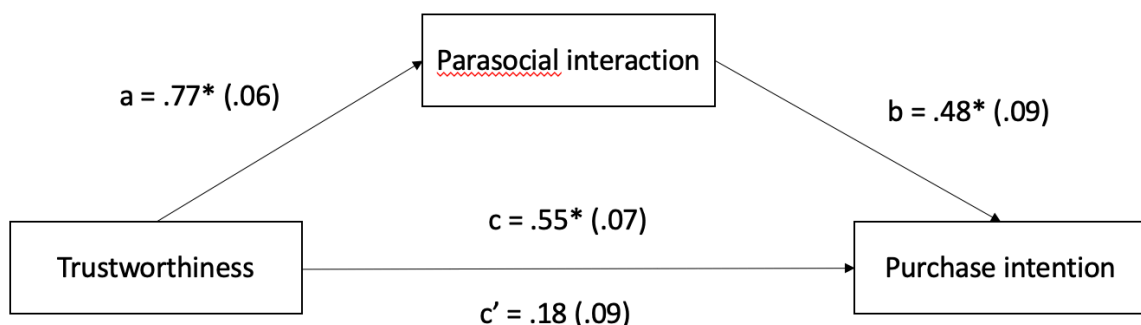 Parasocial interaction
a = .77* (.06)
b = .48* (.09)
c = .55* (.07)
Trustworthiness
Purchase intention
c’ = .18 (.09)